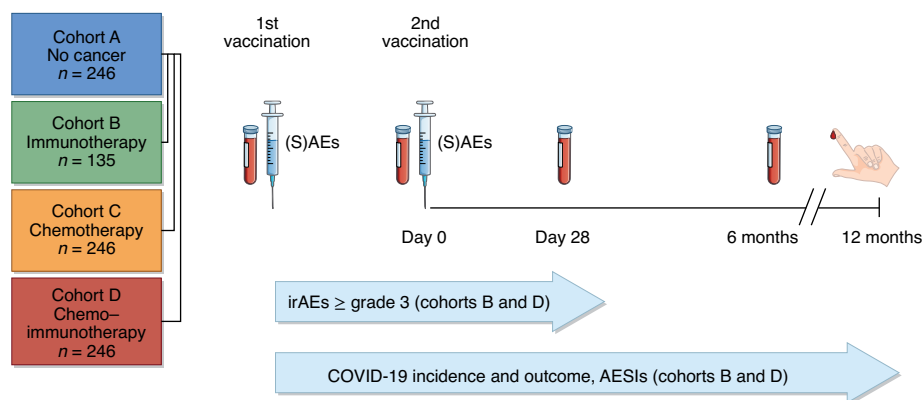 Cohort A
No cancer
n = 246
Cohort B
Immunotherapy
n = 135
Cohort C
Chemotherapy
n = 246
Cohort D
Chemo–
immunotherapy
n = 246
1st
vaccination
2nd
vaccination
(S)AEs
(S)AEs
Day 0
Day 28
6 months
12 months
irAEs ≥ grade 3 (cohorts B and D)
COVID-19 incidence and outcome, AESIs (cohorts B and D)